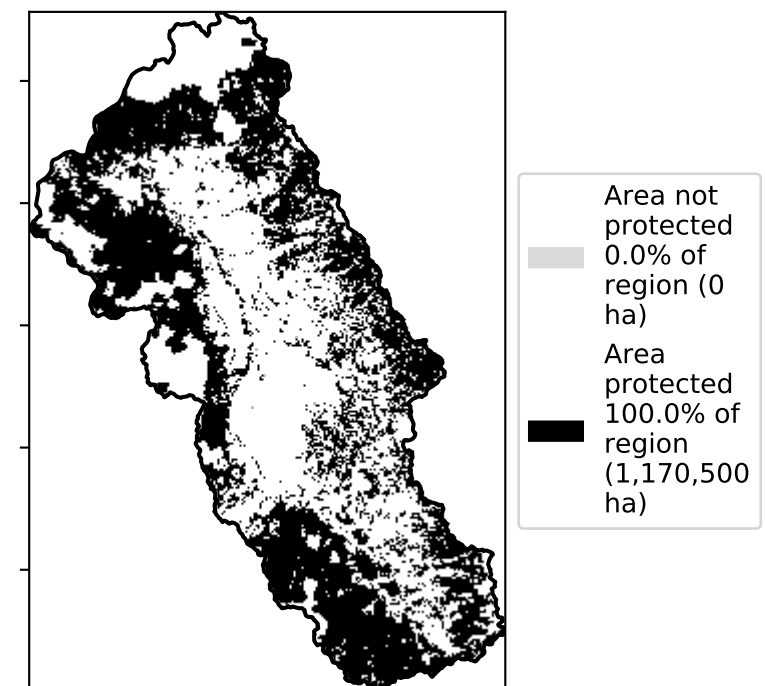 Area not
protected
0.0% of
region (0
ha)
Area
protected
100.0% of
region
(1,170,500
ha)